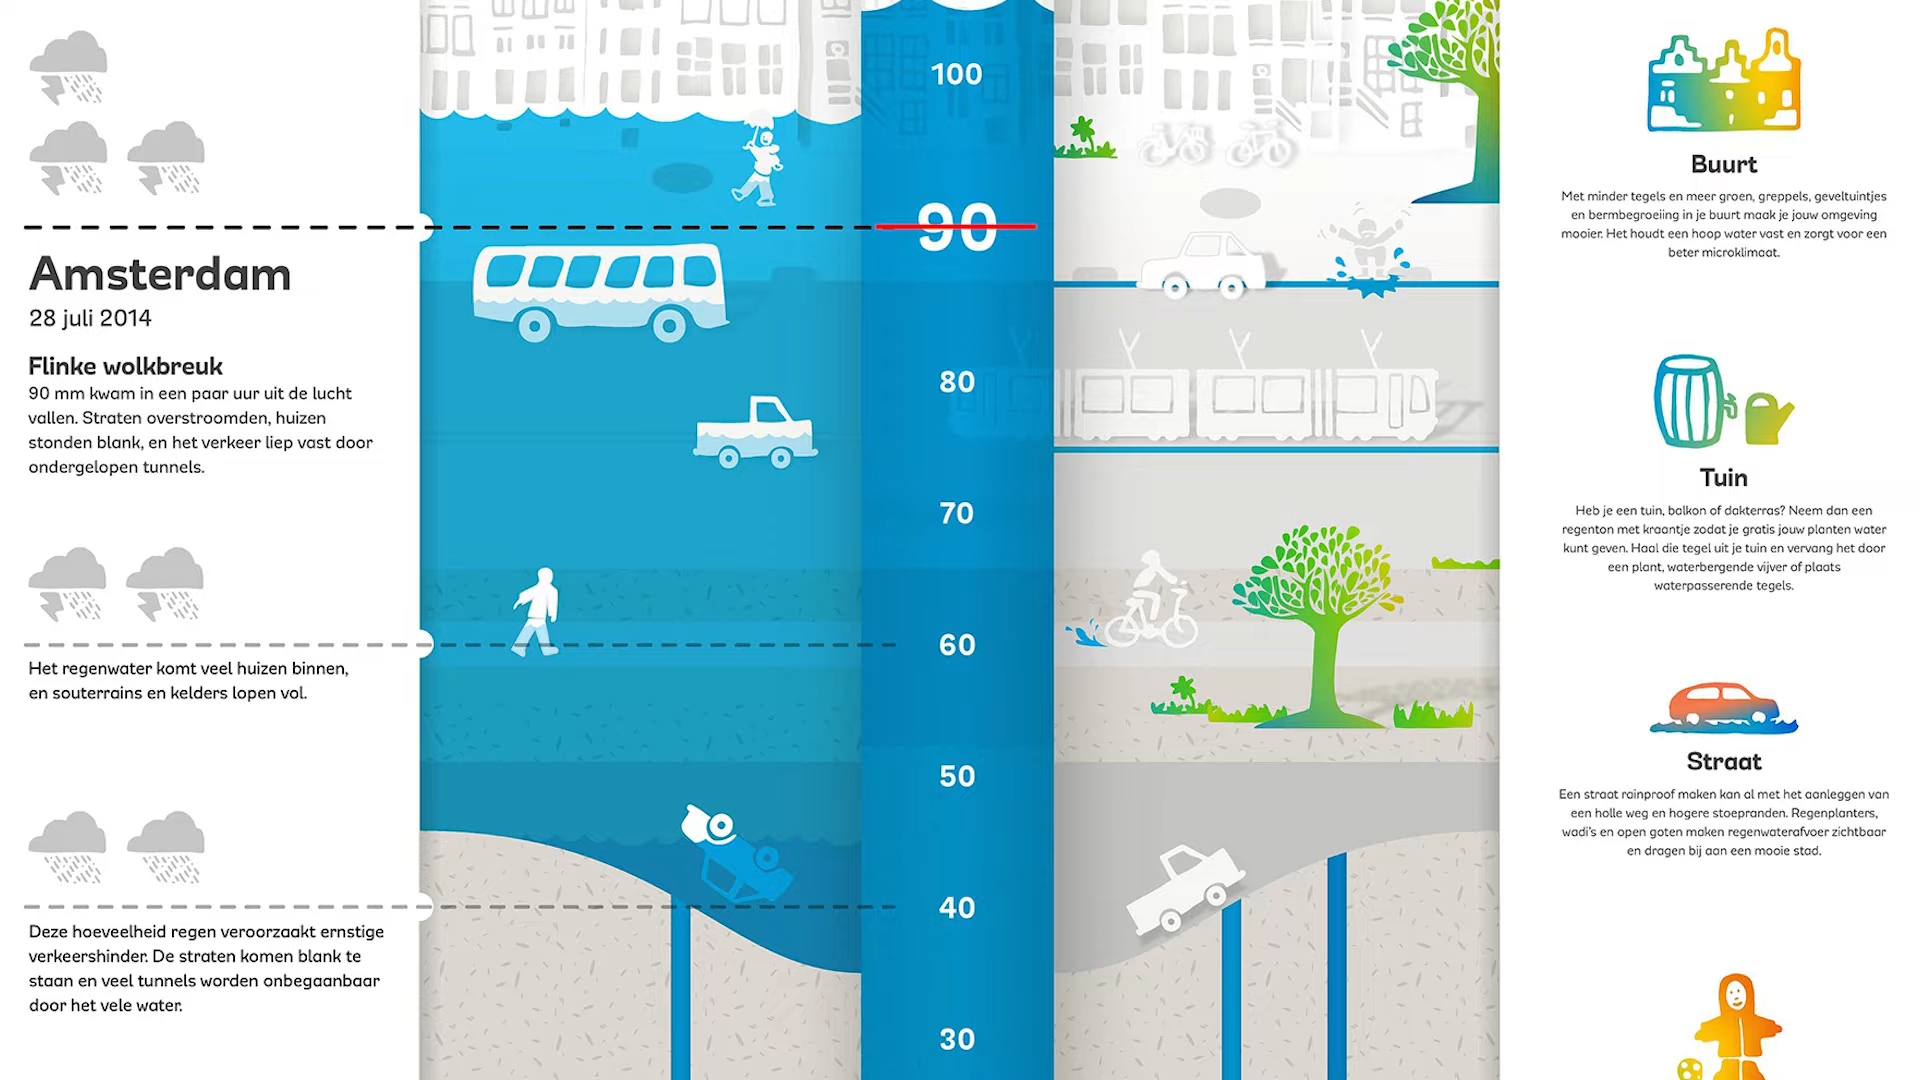 Amsterdam
28 juli 2014
Flinke wolkbreuk
90 mm kwam in een paar uur uit de lucht
vallen. Straten overstroomden, huizen
stonden blank, en het verkeer liep vast door
ondergelopen tunnels.
Het regenwater komt veel huizen binnen,
en souterrains en kelders lopen vol.
Deze hoeveelheid regen veroorzaakt ernstige
verkeershinder. De straten komen blank te
staan en veel tunnels worden onbegaanbaar
door het vele water.
100
90
80
70
60
50
40
30
Buurt
Met minder tegels en meer groen, greppels, geveltuintjes
en bermbegroeiing in je buurt maak je jouw omgeving
mooier. Het houdt een hoop water vast en zorgt voor een
beter microklimaat.
Tuin
Heb je een tuin, balkon of dakterras? Neem dan een
regenton met kraantje zodat je gratis jouw planten water
kunt geven. Haal die tegel uit je tuin en vervang het door
een plant, waterbergende vijver of plaats
waterpasserende tegels.
Straat
Een straat rainproof maken kan al met het aanleggen van
een holle weg en hogere stoepranden. Regenplanters,
wadi's en open goten maken regenwaterafvoer zichtbaar
en dragen bij aan een mooie stad.